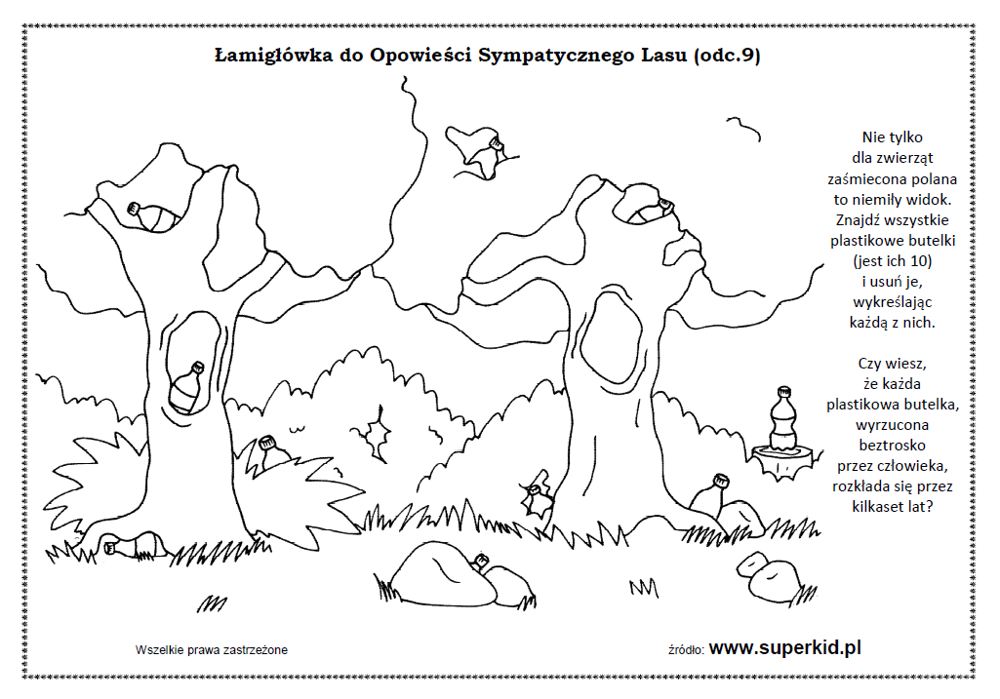 Łamigłówka do Opowieści Sympatycznego Lasu (odc.9)
Nie tylko
dla zwierząt
zaśmiecona polana
to niemiły widok.
Znajdź wszystkie
plastikowe butelki
(jest ich 10)
i usuń je,
wykreślając
każdą z nich.
Czy wiesz,
że każda
plastikowa butelka,
wyrzucona
beztrosko
przez człowieka,
rozkłada się przez
kilkaset lat?
Wszelkie prawa zastrzeżone
źródło: www.superkid.pl